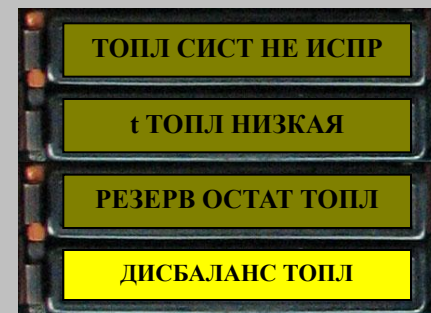 ТОПЛ СИСТ НЕ ИСПР
t ТОПЛ НИЗКАЯ
РЕЗЕРВ ОСТАТ ТОПЛ
ДИСБАЛАНС ТОПЛ